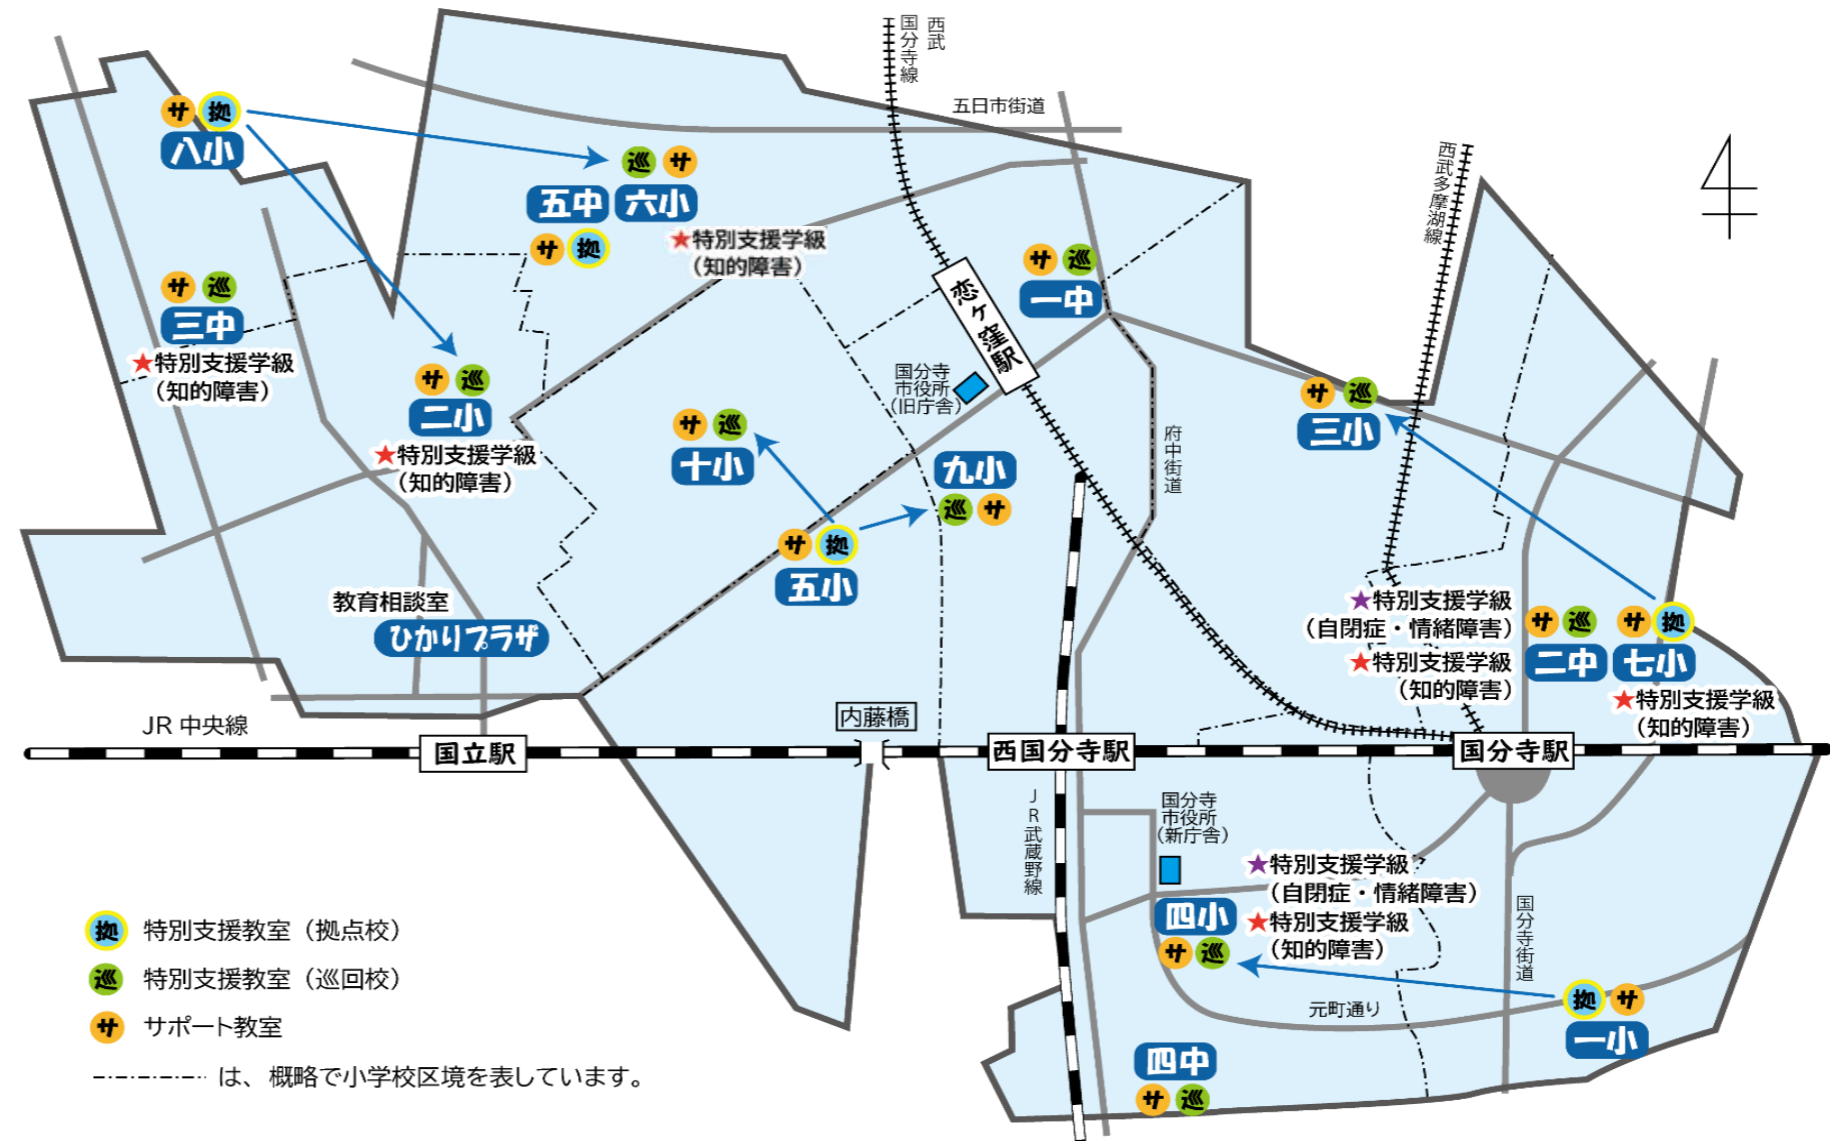 西武
国分寺線
五日市街道
西武多摩湖線
サ 拠
八小
巡 サ
五中 六小
サ 拠
★特別支援学級
（知的障害）
サ 巡
一中
恋ヶ窪駅
サ 巡
三中
★特別支援学級
（知的障害）
サ 巡
二小
★特別支援学級
（知的障害）
国分寺
市役所
（旧庁舎）
サ 巡
三小
府中街道
サ 巡
十小
九小
巡 サ
サ 拠
五小
教育相談室
ひかりプラザ
★特別支援学級
（自閉症・情緒障害）
★特別支援学級
（知的障害）
サ 巡
二中
サ 拠
七小
★特別支援学級
（知的障害）
JR 中央線
国立駅
内藤橋
西国分寺駅
国分寺駅
JR武蔵野線
国分寺
市役所
（新庁舎）
★特別支援学級
（自閉症・情緒障害）
★特別支援学級
（知的障害）
四小
サ 巡
国分寺街道
元町通り
拠 サ
一小
四中
サ 巡
拠 特別支援教室（拠点校）
巡 特別支援教室（巡回校）
サ サポート教室
は、概略で小学校区境を表しています。